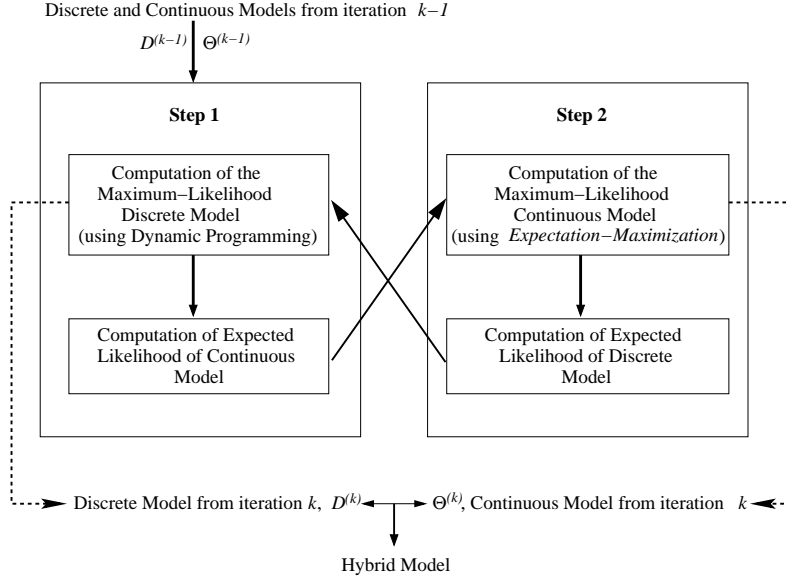 Discrete and Continuous Models from iteration k−1
D^(k−1) Θ^(k−1)
Step 1
Computation of the
Maximum−Likelihood
Discrete Model
(using Dynamic Programming)
Computation of Expected
Likelihood of Continuous
Model
Step 2
Computation of the
Maximum−Likelihood
Continuous Model
(using Expectation−Maximization)
Computation of Expected
Likelihood of Discrete
Model
Discrete Model from iteration k, D^(k)
Θ^(k), Continuous Model from iteration k
Hybrid Model